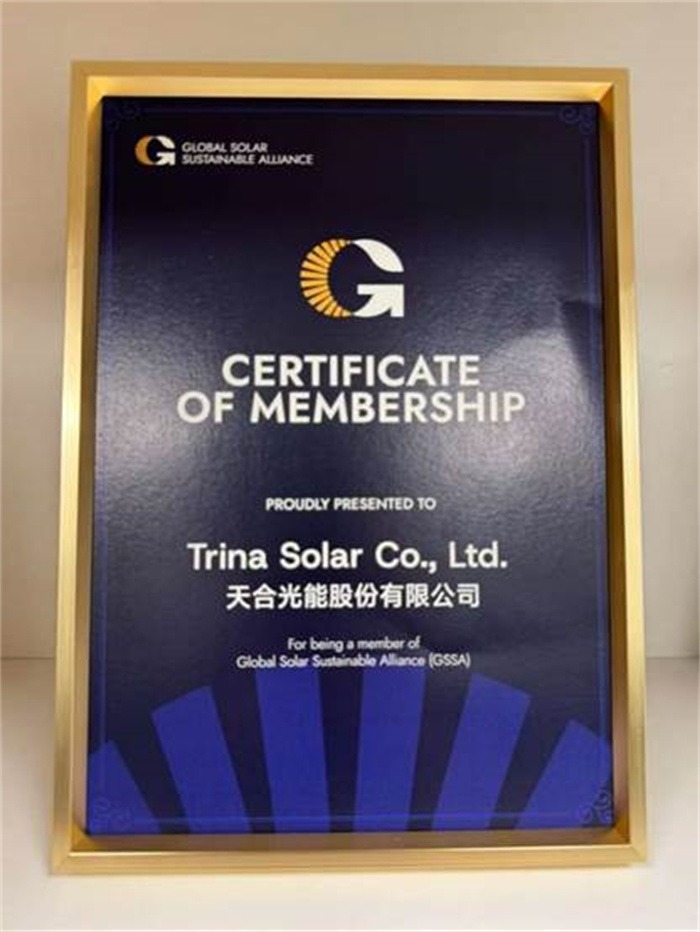 GLOBAL SOLAR
SUSTAINABLE ALLIANCE
CERTIFICATE
OF MEMBERSHIP
PROUDLY PRESENTED TO
Trina Solar Co., Ltd.
天合光能股份有限公司
For being a member of
Global Solar Sustainable Alliance (GSSA)